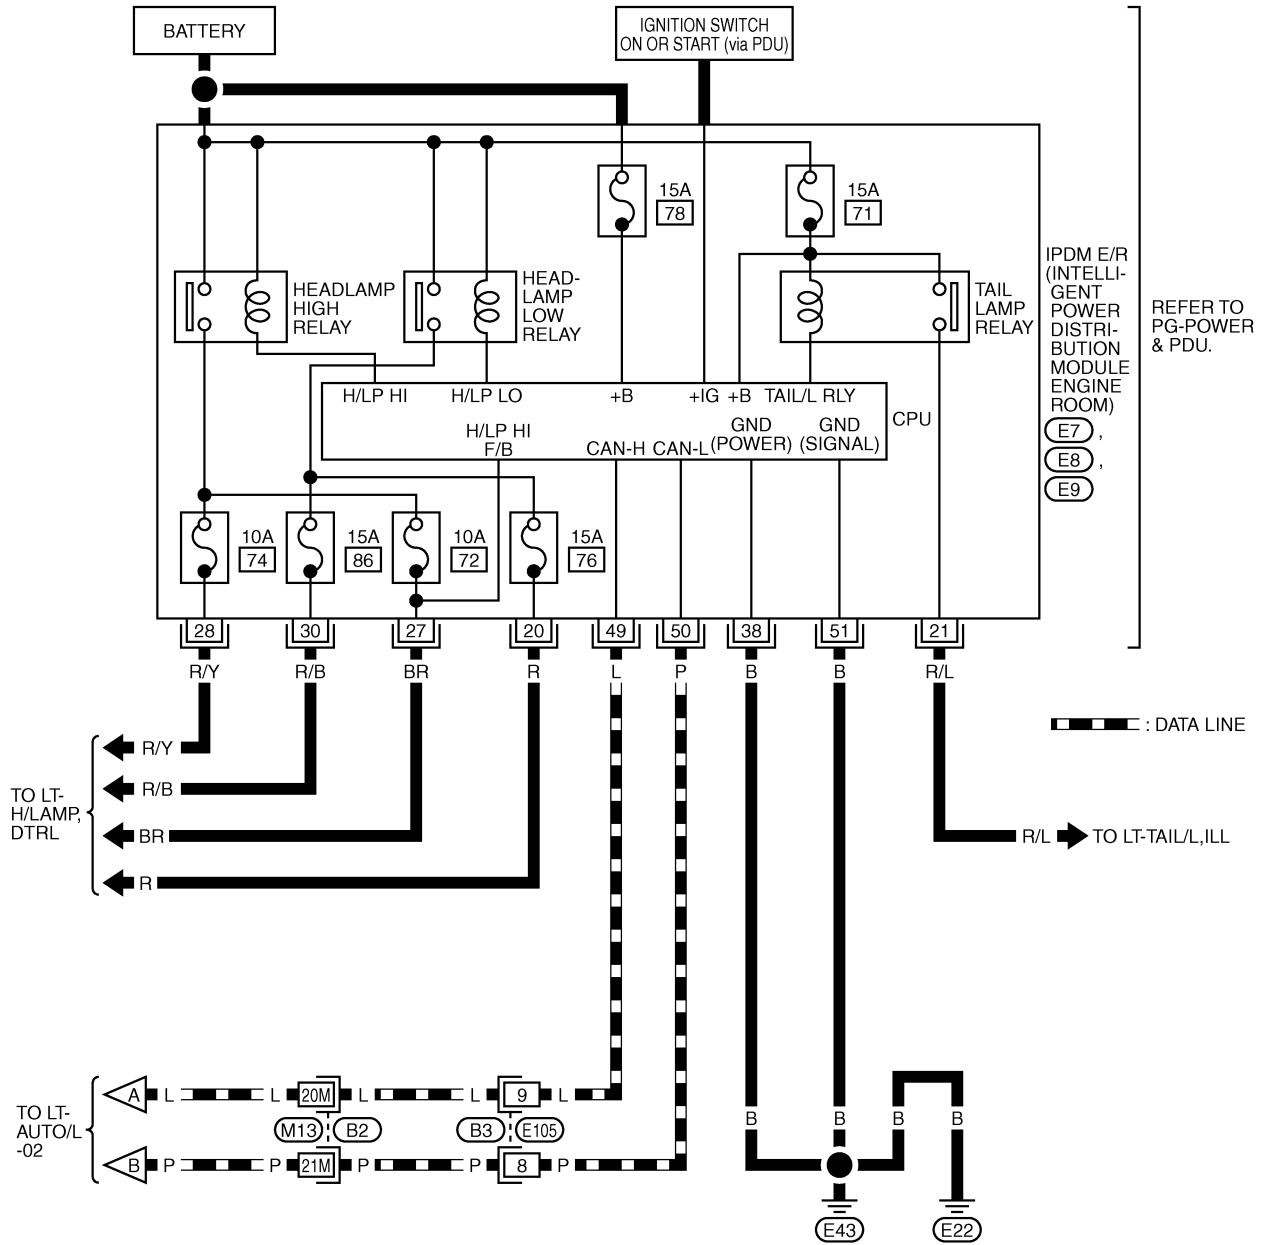 BATTERY
IGNITION SWITCH
ON OR START (via PDU)
15A
78
15A
71
HEADLAMP
HIGH
RELAY
HEAD-
LAMP
LOW
RELAY
TAIL
LAMP
RELAY
IPDM E/R
(INTELLI-
GENT
POWER
DISTRI-
BUTION
MODULE
ENGINE
ROOM)
E7 ,
E8 ,
E9
REFER TO
PG-POWER
& PDU.
H/LP HI
H/LP LO
+B
+IG
+B
TAIL/L RLY
CPU
H/LP HI
F/B
CAN-H
CAN-L
GND
(POWER)
GND
(SIGNAL)
10A
74
15A
86
10A
72
15A
76
28
30
27
20
49
50
38
51
21
R/Y
R/B
BR
R
L
P
B
B
R/L
: DATA LINE
TO LT-
H/LAMP,
DTRL
R/Y
R/B
BR
R
R/L
TO LT-TAIL/L,ILL
TO LT-
AUTO/L
-02
A
L
L
20M
L
L
9
L
M13
B2
B3
E105
B
P
P
21M
P
P
8
P
B
B
B
B
E43
E22